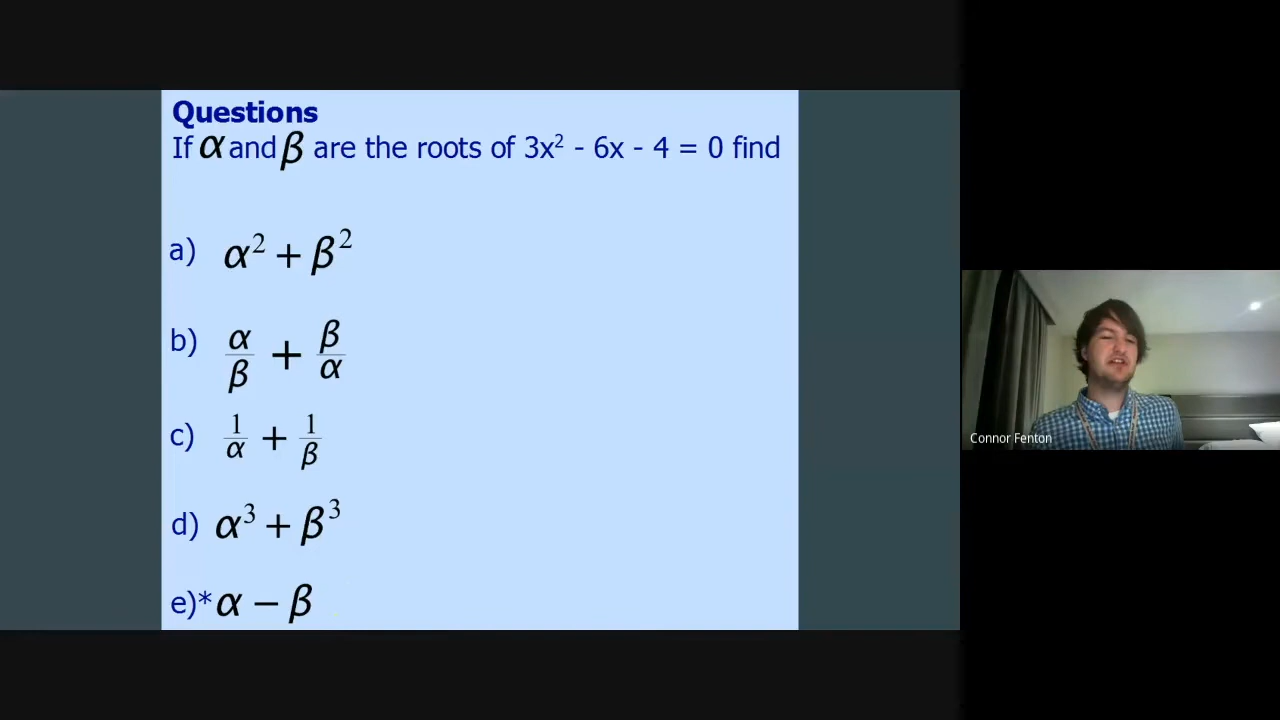 Questions
If α and β are the roots of 3x² - 6x - 4 = 0 find
a) α² + β²
b) α/β + β/α
c) 1/α + 1/β
d) α³ + β³
e)* α − β
Connor Fenton